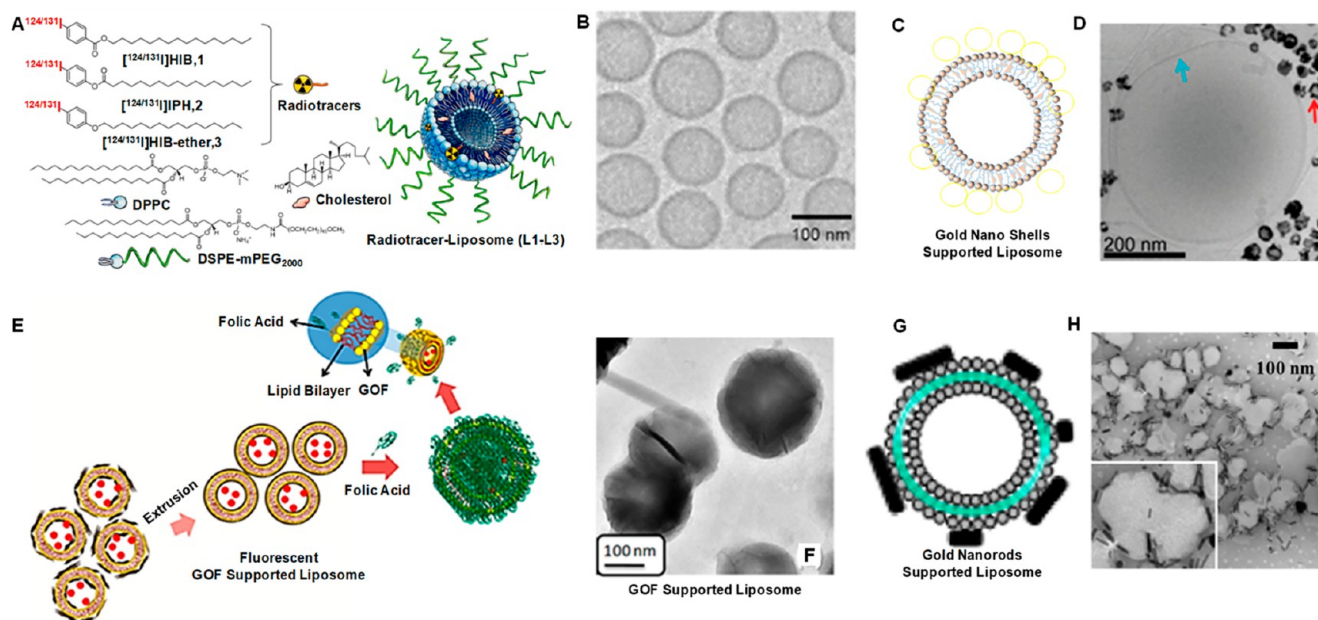 A
124/131I
[124/131I]HIB,1
124/131I
[124/131I]IPH,2
124/131I
[124/131I]HIB-ether,3
Radiotracers
DPPC
Cholesterol
DSPE-mPEG2000
Radiotracer-Liposome (L1-L3)
B
100 nm
C
Gold Nano Shells
Supported Liposome
D
200 nm
E
Folic Acid
Lipid Bilayer
GOF
Extrusion
Folic Acid
Fluorescent
GOF Supported Liposome
100 nm
F
GOF Supported Liposome
G
Gold Nanorods
Supported Liposome
H
100 nm